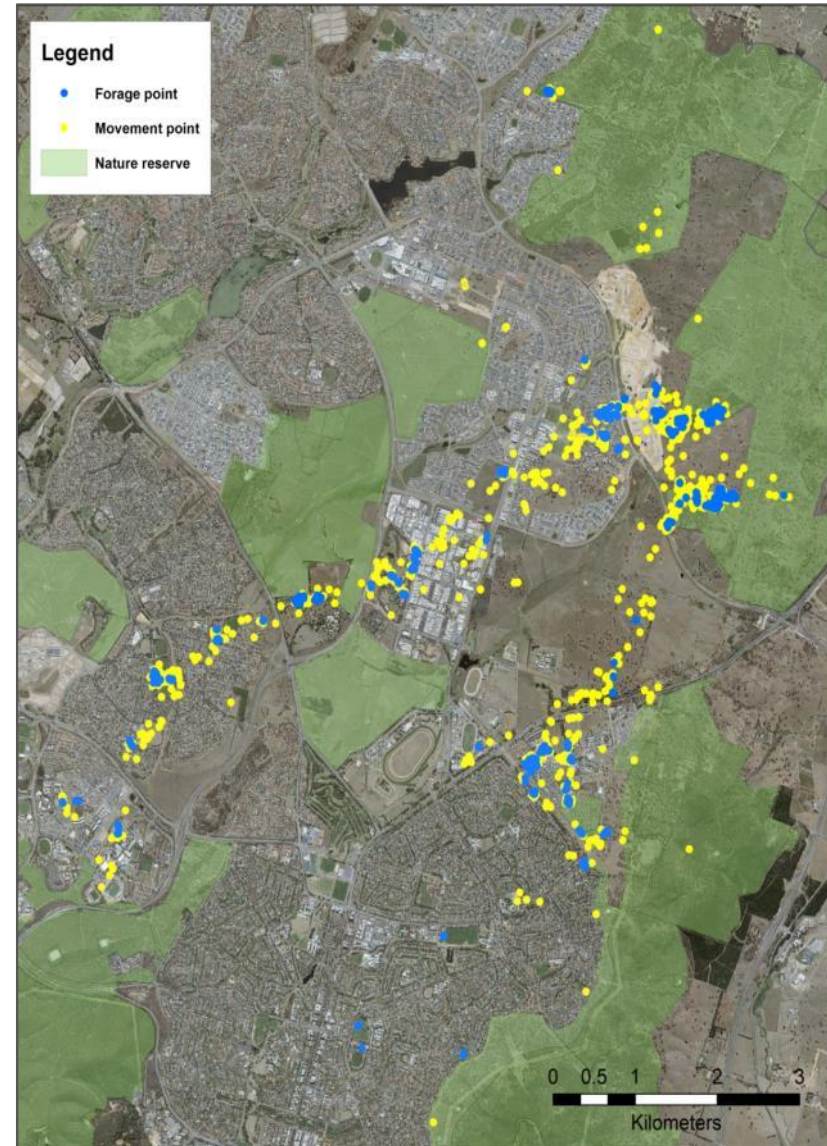 Legend
Forage point
Movement point
Nature reserve
0 0.5 1 2 3
Kilometers